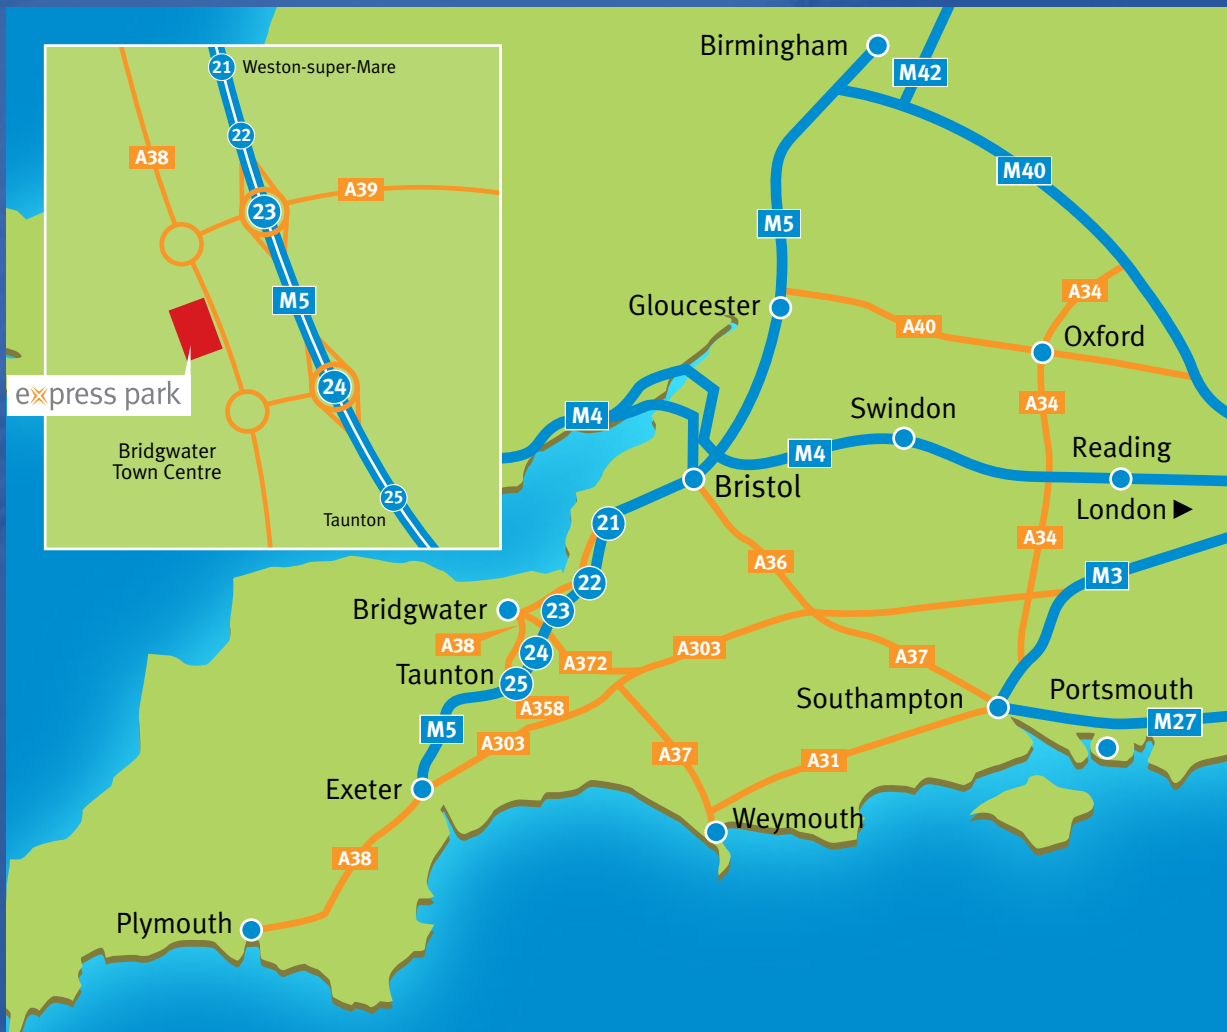 21
Weston-super-Mare
22
A38
A39
23
M5
express park
24
Bridgwater
Town Centre
25
Taunton
Birmingham
M42
M40
M5
Gloucester
A34
A40
Oxford
A34
M4
Swindon
M4
Reading
Bristol
London ►
21
A34
A36
M3
22
Bridgwater
23
A38
24
A303
A372
A37
Taunton
25
Southampton
Portsmouth
A358
M5
M27
A303
A37
A31
Exeter
Weymouth
A38
Plymouth